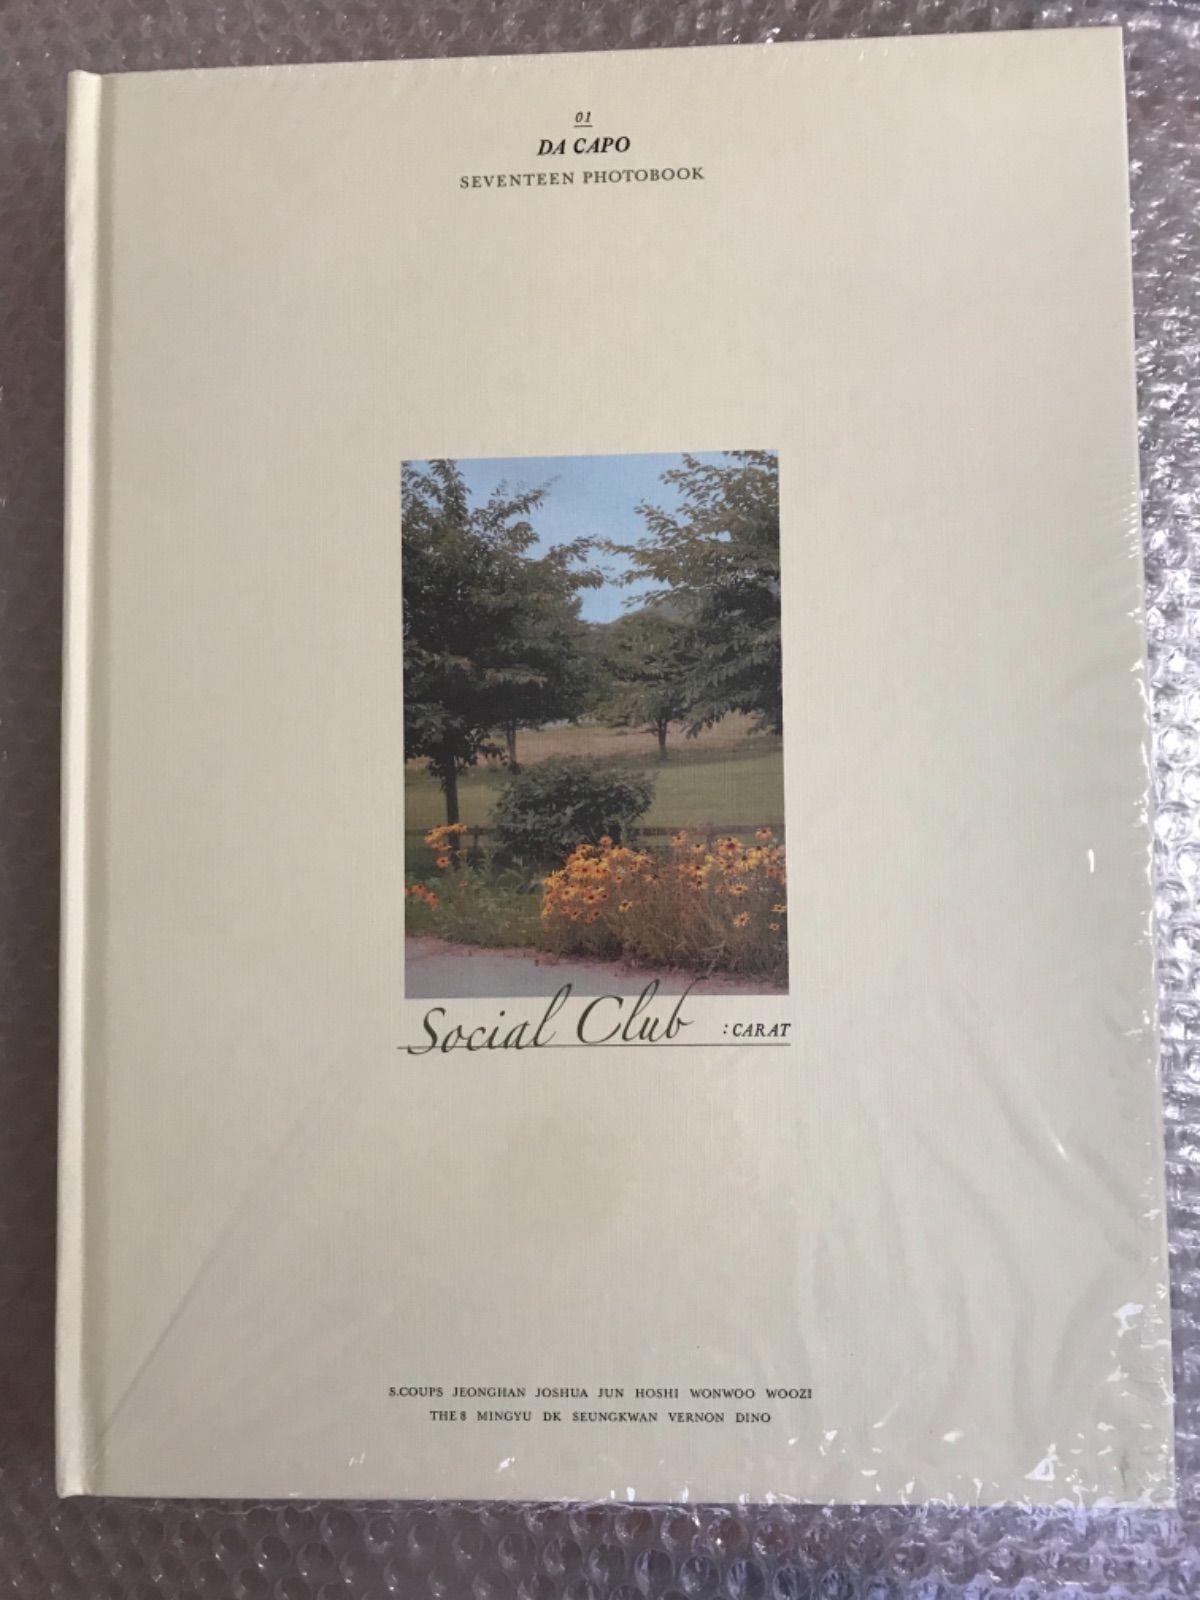 01
DA CAPO
SEVENTEEN PHOTOBOOK
Social Club : CARAT
S.COUPS JEONGHAN JOSHUA JUN HOSHI WONWOO WOOZI
THE 8 MINGYU DK SEUNGKWAN VERNON DINO